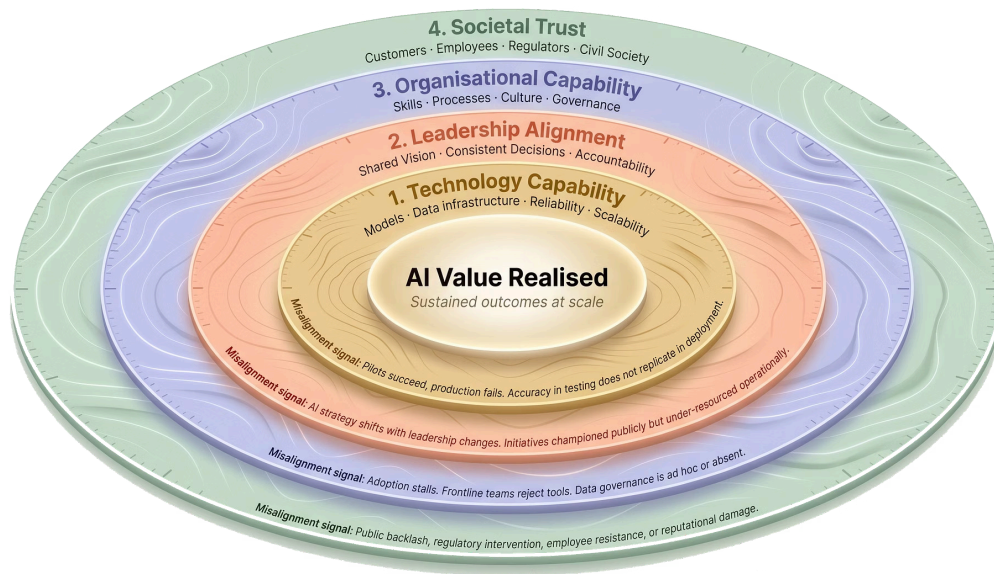 4. Societal Trust
Customers · Employees · Regulators · Civil Society
3. Organisational Capability
Skills · Processes · Culture · Governance
2. Leadership Alignment
Shared Vision · Consistent Decisions · Accountability
1. Technology Capability
Models · Data infrastructure · Reliability · Scalability
AI Value Realised
Sustained outcomes at scale
Misalignment signal: Pilots succeed, production fails. Accuracy in testing does not replicate in deployment.
Misalignment signal: AI strategy shifts with leadership changes. Initiatives championed publicly but under-resourced operationally.
Misalignment signal: Adoption stalls. Frontline teams reject tools. Data governance is ad hoc or absent.
Misalignment signal: Public backlash, regulatory intervention, employee resistance, or reputational damage.